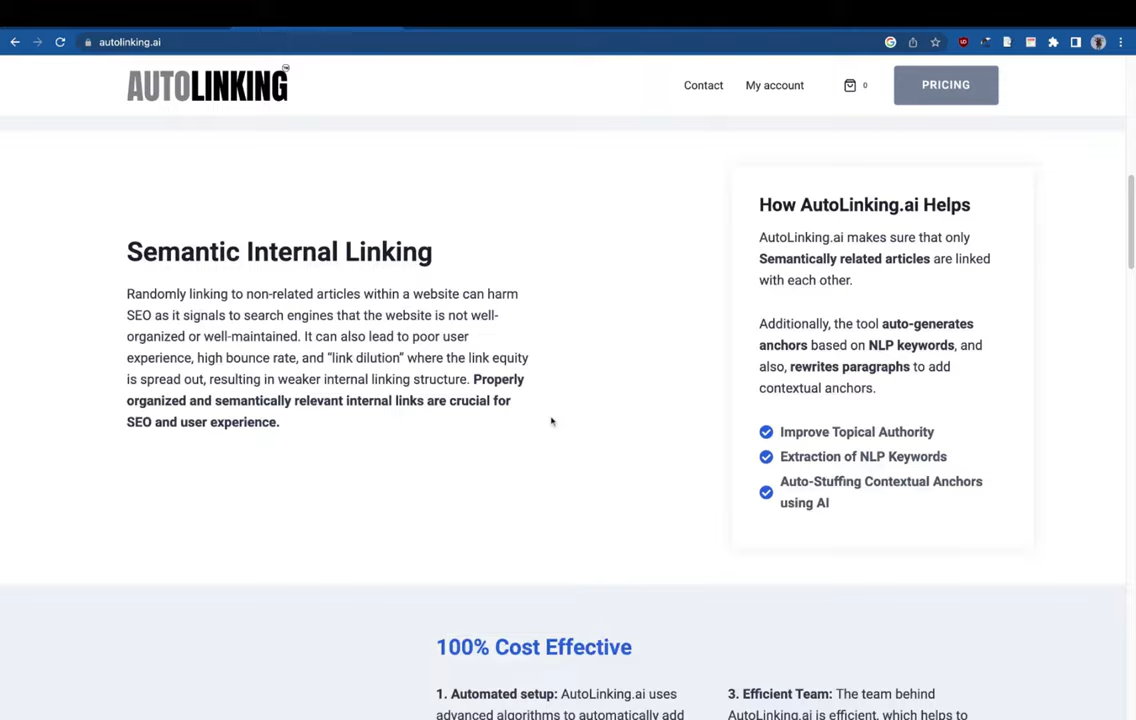 autolinking.ai
AUTOLINKING
Contact
My account
0
PRICING
Semantic Internal Linking
Randomly linking to non-related articles within a website can harm
SEO as it signals to search engines that the website is not well-
organized or well-maintained. It can also lead to poor user
experience, high bounce rate, and “link dilution” where the link equity
is spread out, resulting in weaker internal linking structure. Properly
organized and semantically relevant internal links are crucial for
SEO and user experience.
How AutoLinking.ai Helps
AutoLinking.ai makes sure that only
Semantically related articles are linked
with each other.
Additionally, the tool auto-generates
anchors based on NLP keywords, and
also, rewrites paragraphs to add
contextual anchors.
Improve Topical Authority
Extraction of NLP Keywords
Auto-Stuffing Contextual Anchors
using AI
100% Cost Effective
1. Automated setup: AutoLinking.ai uses
advanced algorithms to automatically add
3. Efficient Team: The team behind
AutoLinking.ai is efficient, which helps to